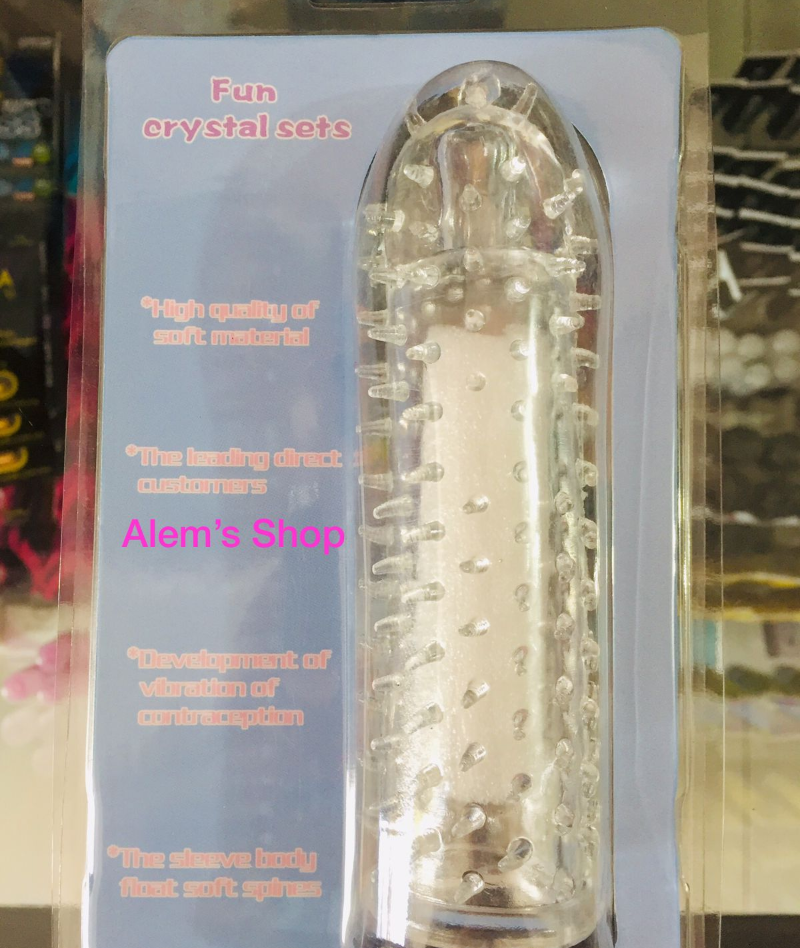 Fun
crystal sets
*High quality of
soft material
*The leading direct
customers
Alem's Shop
*Development of
vibration of
contraception
*The sleeve body
float soft spines